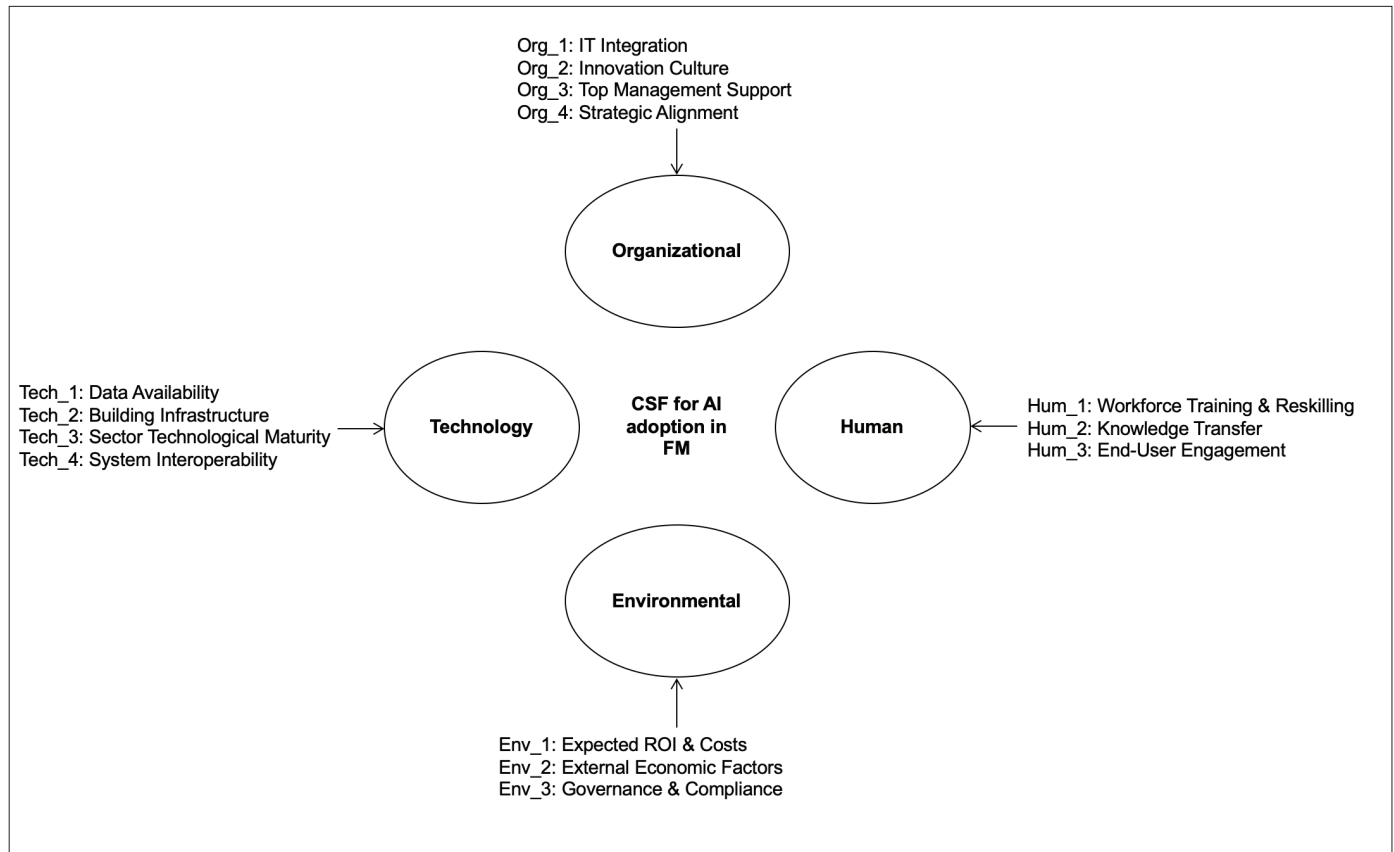 Org_1: IT Integration
Org_2: Innovation Culture
Org_3: Top Management Support
Org_4: Strategic Alignment
Organizational
Tech_1: Data Availability
Tech_2: Building Infrastructure
Tech_3: Sector Technological Maturity
Tech_4: System Interoperability
Technology
CSF for AI
adoption in
FM
Human
Hum_1: Workforce Training & Reskilling
Hum_2: Knowledge Transfer
Hum_3: End-User Engagement
Environmental
Env_1: Expected ROI & Costs
Env_2: External Economic Factors
Env_3: Governance & Compliance